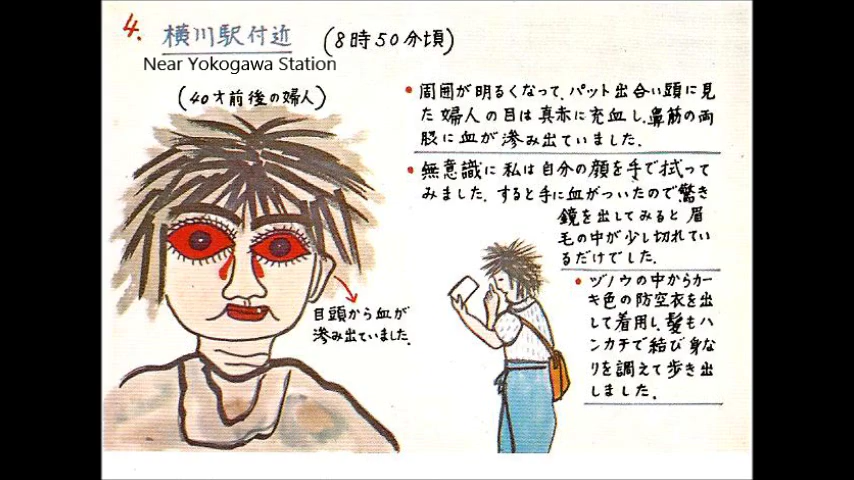 4. 横川駅付近 (8時50分頃)
Near Yokogawa Station
(40才前後の婦人)
• 周囲が明るくなって、パット出合い頭に見
た婦人の目は真赤に充血し、鼻筋の両
眼に血が滲み出ていました。
• 無意識に私は自分の顔を手で拭って
みました。すると手に血がついたので驚き
鏡を出してみると眉
毛の中が少し切れてい
るだけでした。
目頭から血が
滲み出ていました。
• ヅノウの中からカー
キ色の防空衣を出
して着用し、髪もハ
ンカチで結び身な
りを調えて歩き出
しました。